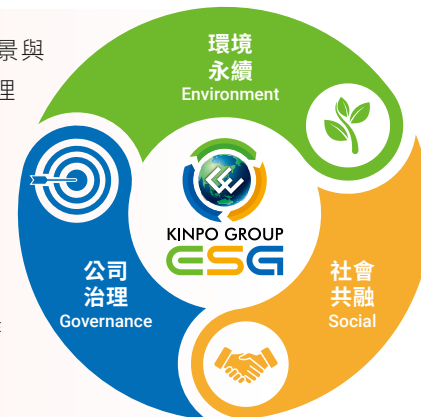 景與
理
環境
永續
Environment
KINPO GROUP
ESG
公司
治理
Governance
社會
共融
Social